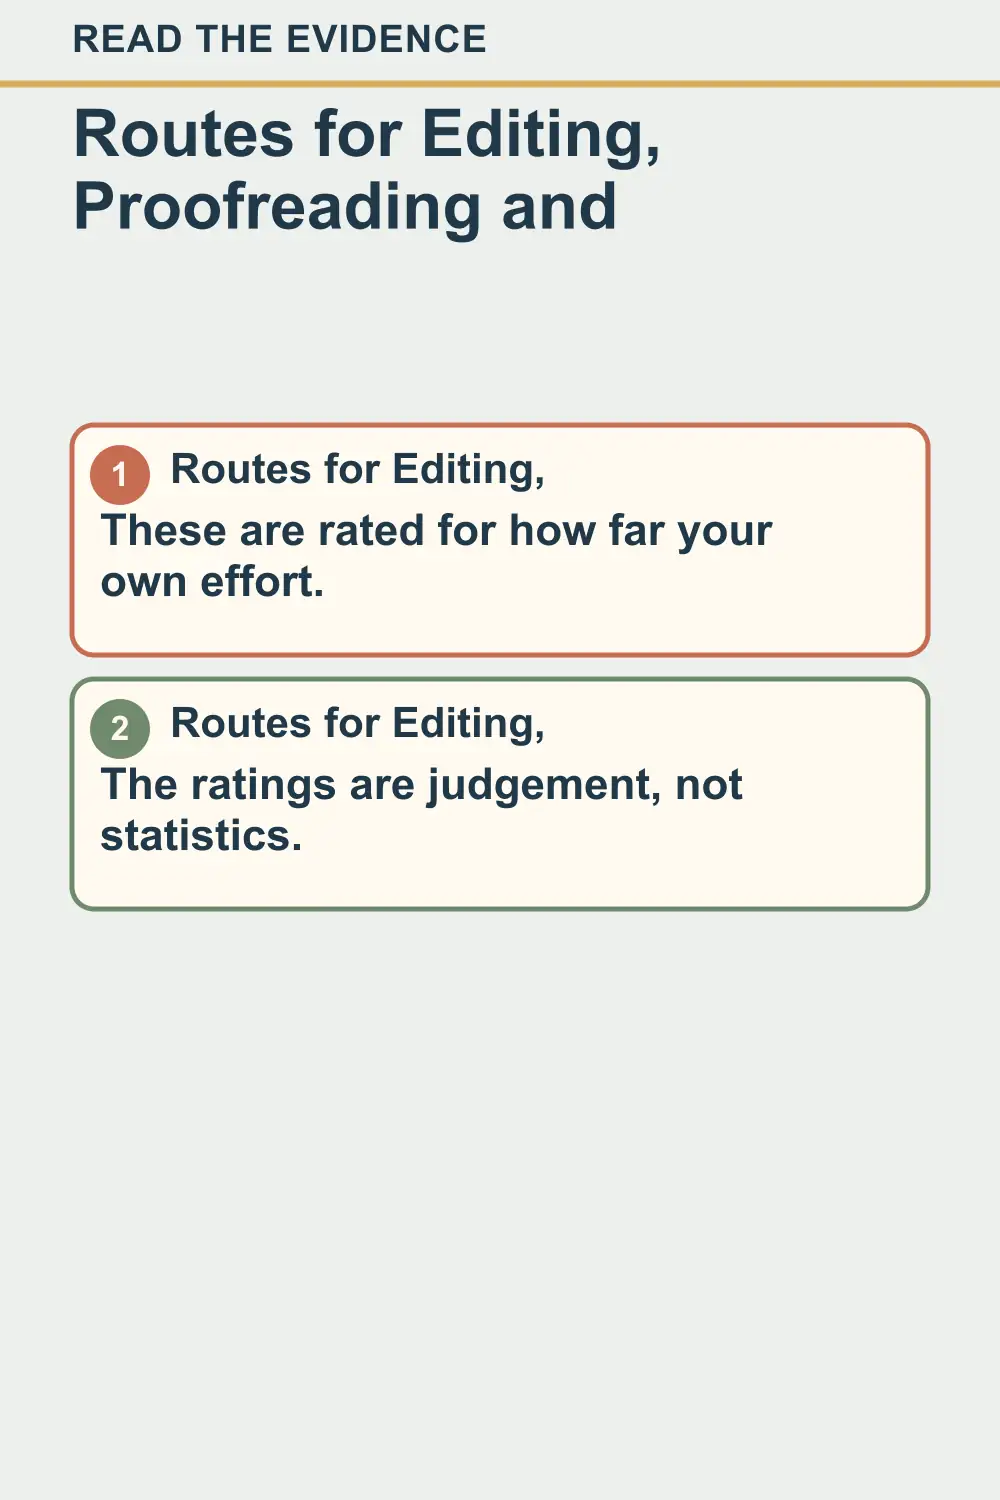 READ THE EVIDENCE
Routes for Editing,
Proofreading and
1 Routes for Editing,
These are rated for how far your
own effort.
2 Routes for Editing,
The ratings are judgement, not
statistics.